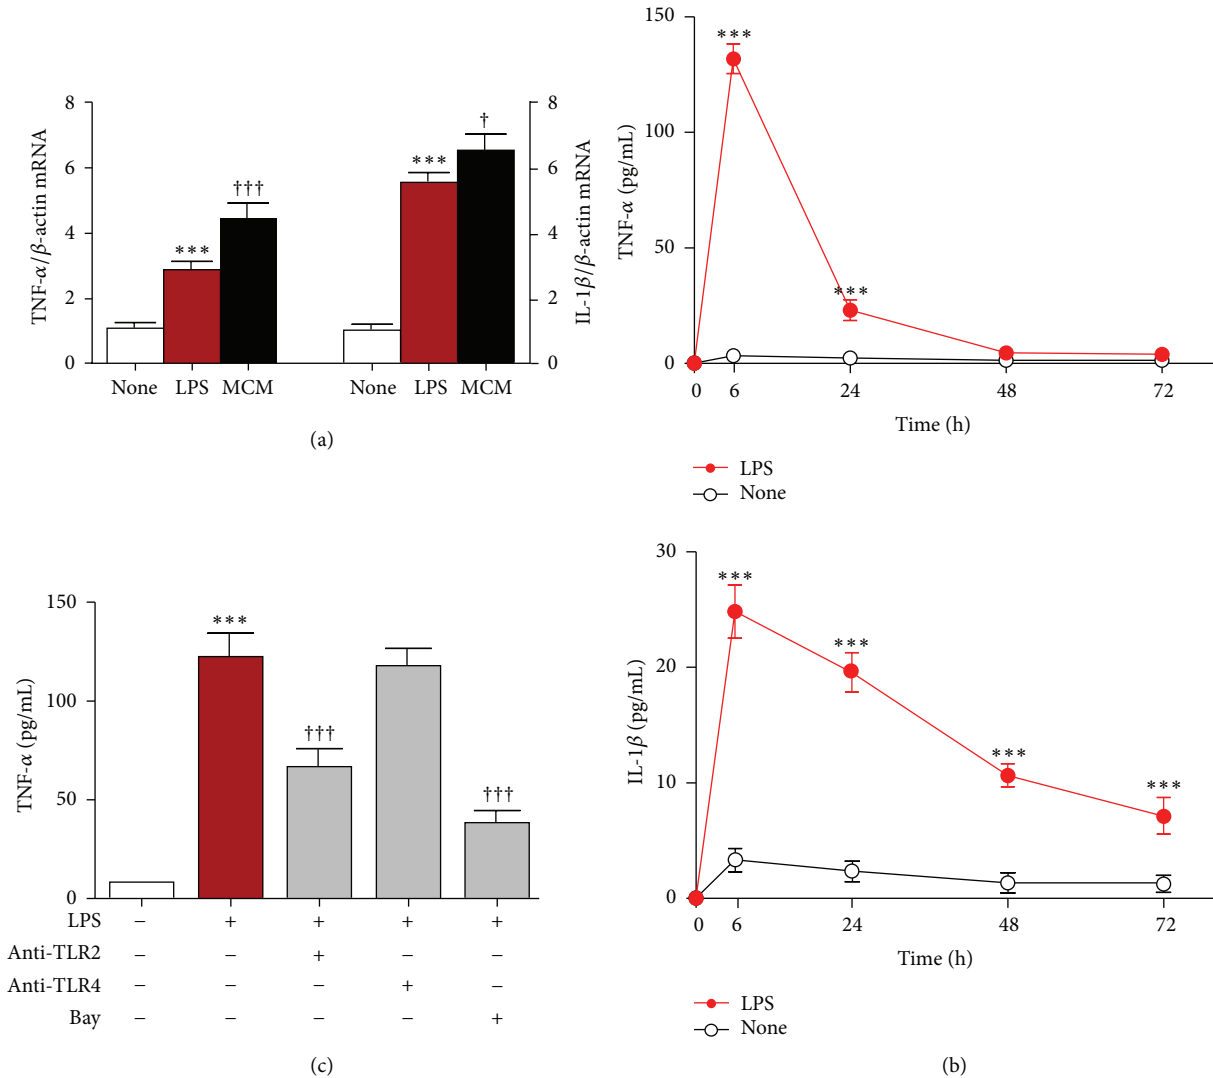 TNF-α/β-actin mRNA
8
6
4
2
0
***
†††
***
†
8
6
4
2
0
IL-1β/β-actin mRNA
None LPS MCM None LPS MCM
(a)
TNF-α (pg/mL)
150
100
50
0
***
***
0 6 24 48 72
Time (h)
LPS
None
TNF-α (pg/mL)
150
100
50
0
***
†††
†††
LPS − + + + +
Anti-TLR2 − − + − −
Anti-TLR4 − − − + −
Bay − − − − +
(c)
IL-1β (pg/mL)
30
20
10
0
***
***
***
***
0 6 24 48 72
Time (h)
LPS
None
(b)